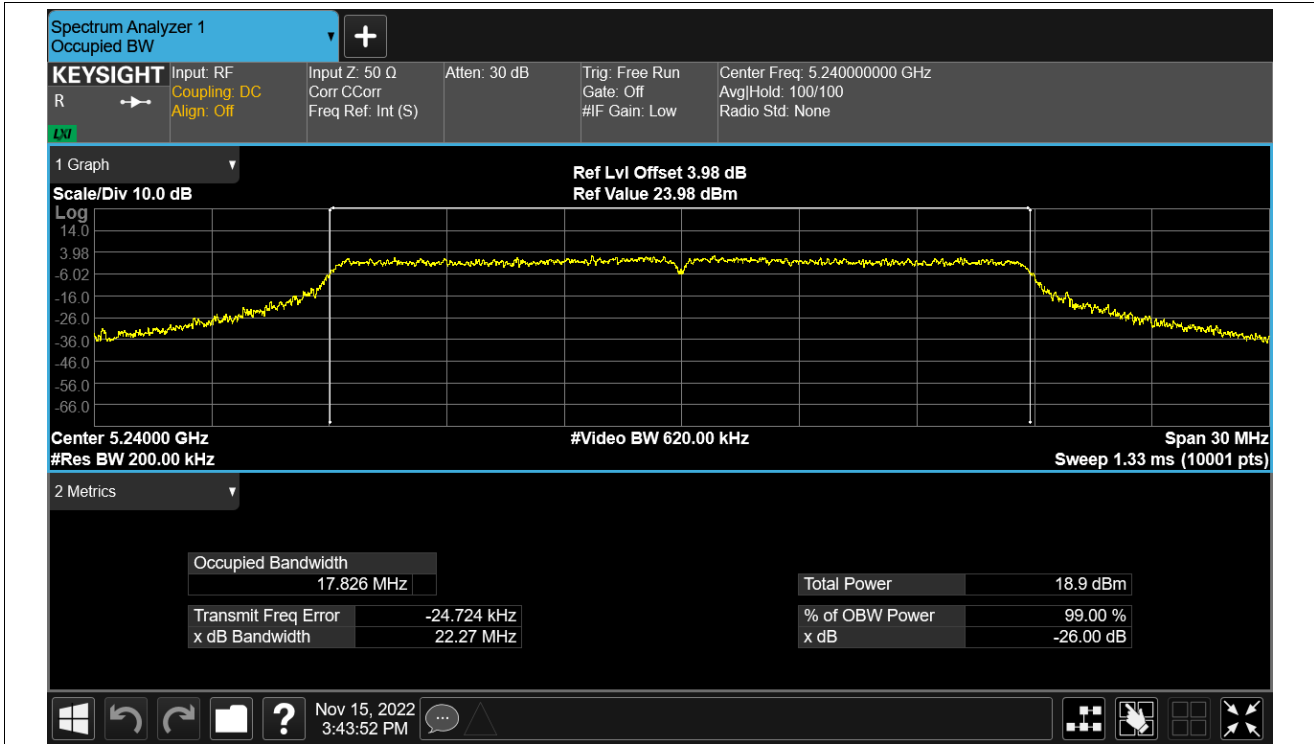 Spectrum Analyzer 1
Occupied BW
KEYSIGHT
R
LXI
Input: RF
Coupling: DC
Align: Off
Input Z: 50 Ω
Corr CCorr
Freq Ref: Int (S)
Atten: 30 dB
Trig: Free Run
Gate: Off
#IF Gain: Low
Center Freq: 5.240000000 GHz
Avg|Hold: 100/100
Radio Std: None
1 Graph
Scale/Div 10.0 dB
Ref Lvl Offset 3.98 dB
Ref Value 23.98 dBm
Log
14.0
3.98
-6.02
-16.0
-26.0
-36.0
-46.0
-56.0
-66.0
Center 5.24000 GHz
#Video BW 620.00 kHz
Span 30 MHz
#Res BW 200.00 kHz
Sweep 1.33 ms (10001 pts)
2 Metrics
Occupied Bandwidth
17.826 MHz
Transmit Freq Error -24.724 kHz
x dB Bandwidth 22.27 MHz
Total Power 18.9 dBm
% of OBW Power 99.00 %
x dB -26.00 dB
?
Nov 15, 2022
3:43:52 PM